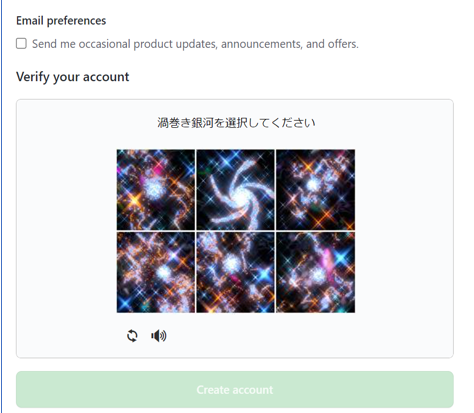 Email preferences
Send me occasional product updates, announcements, and offers.
Verify your account
渦巻き銀河を選択してください
Create account